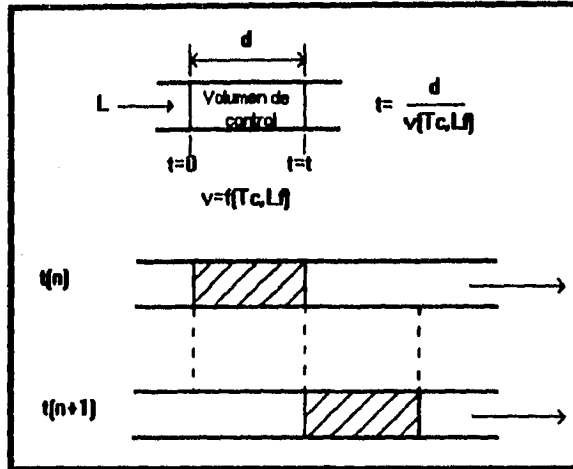 d
L
Volumen de
control
t= d
v(Tc,Lf)
t=0
t=t
v=f(Tc,Lf)
t(n)
t(n+1)